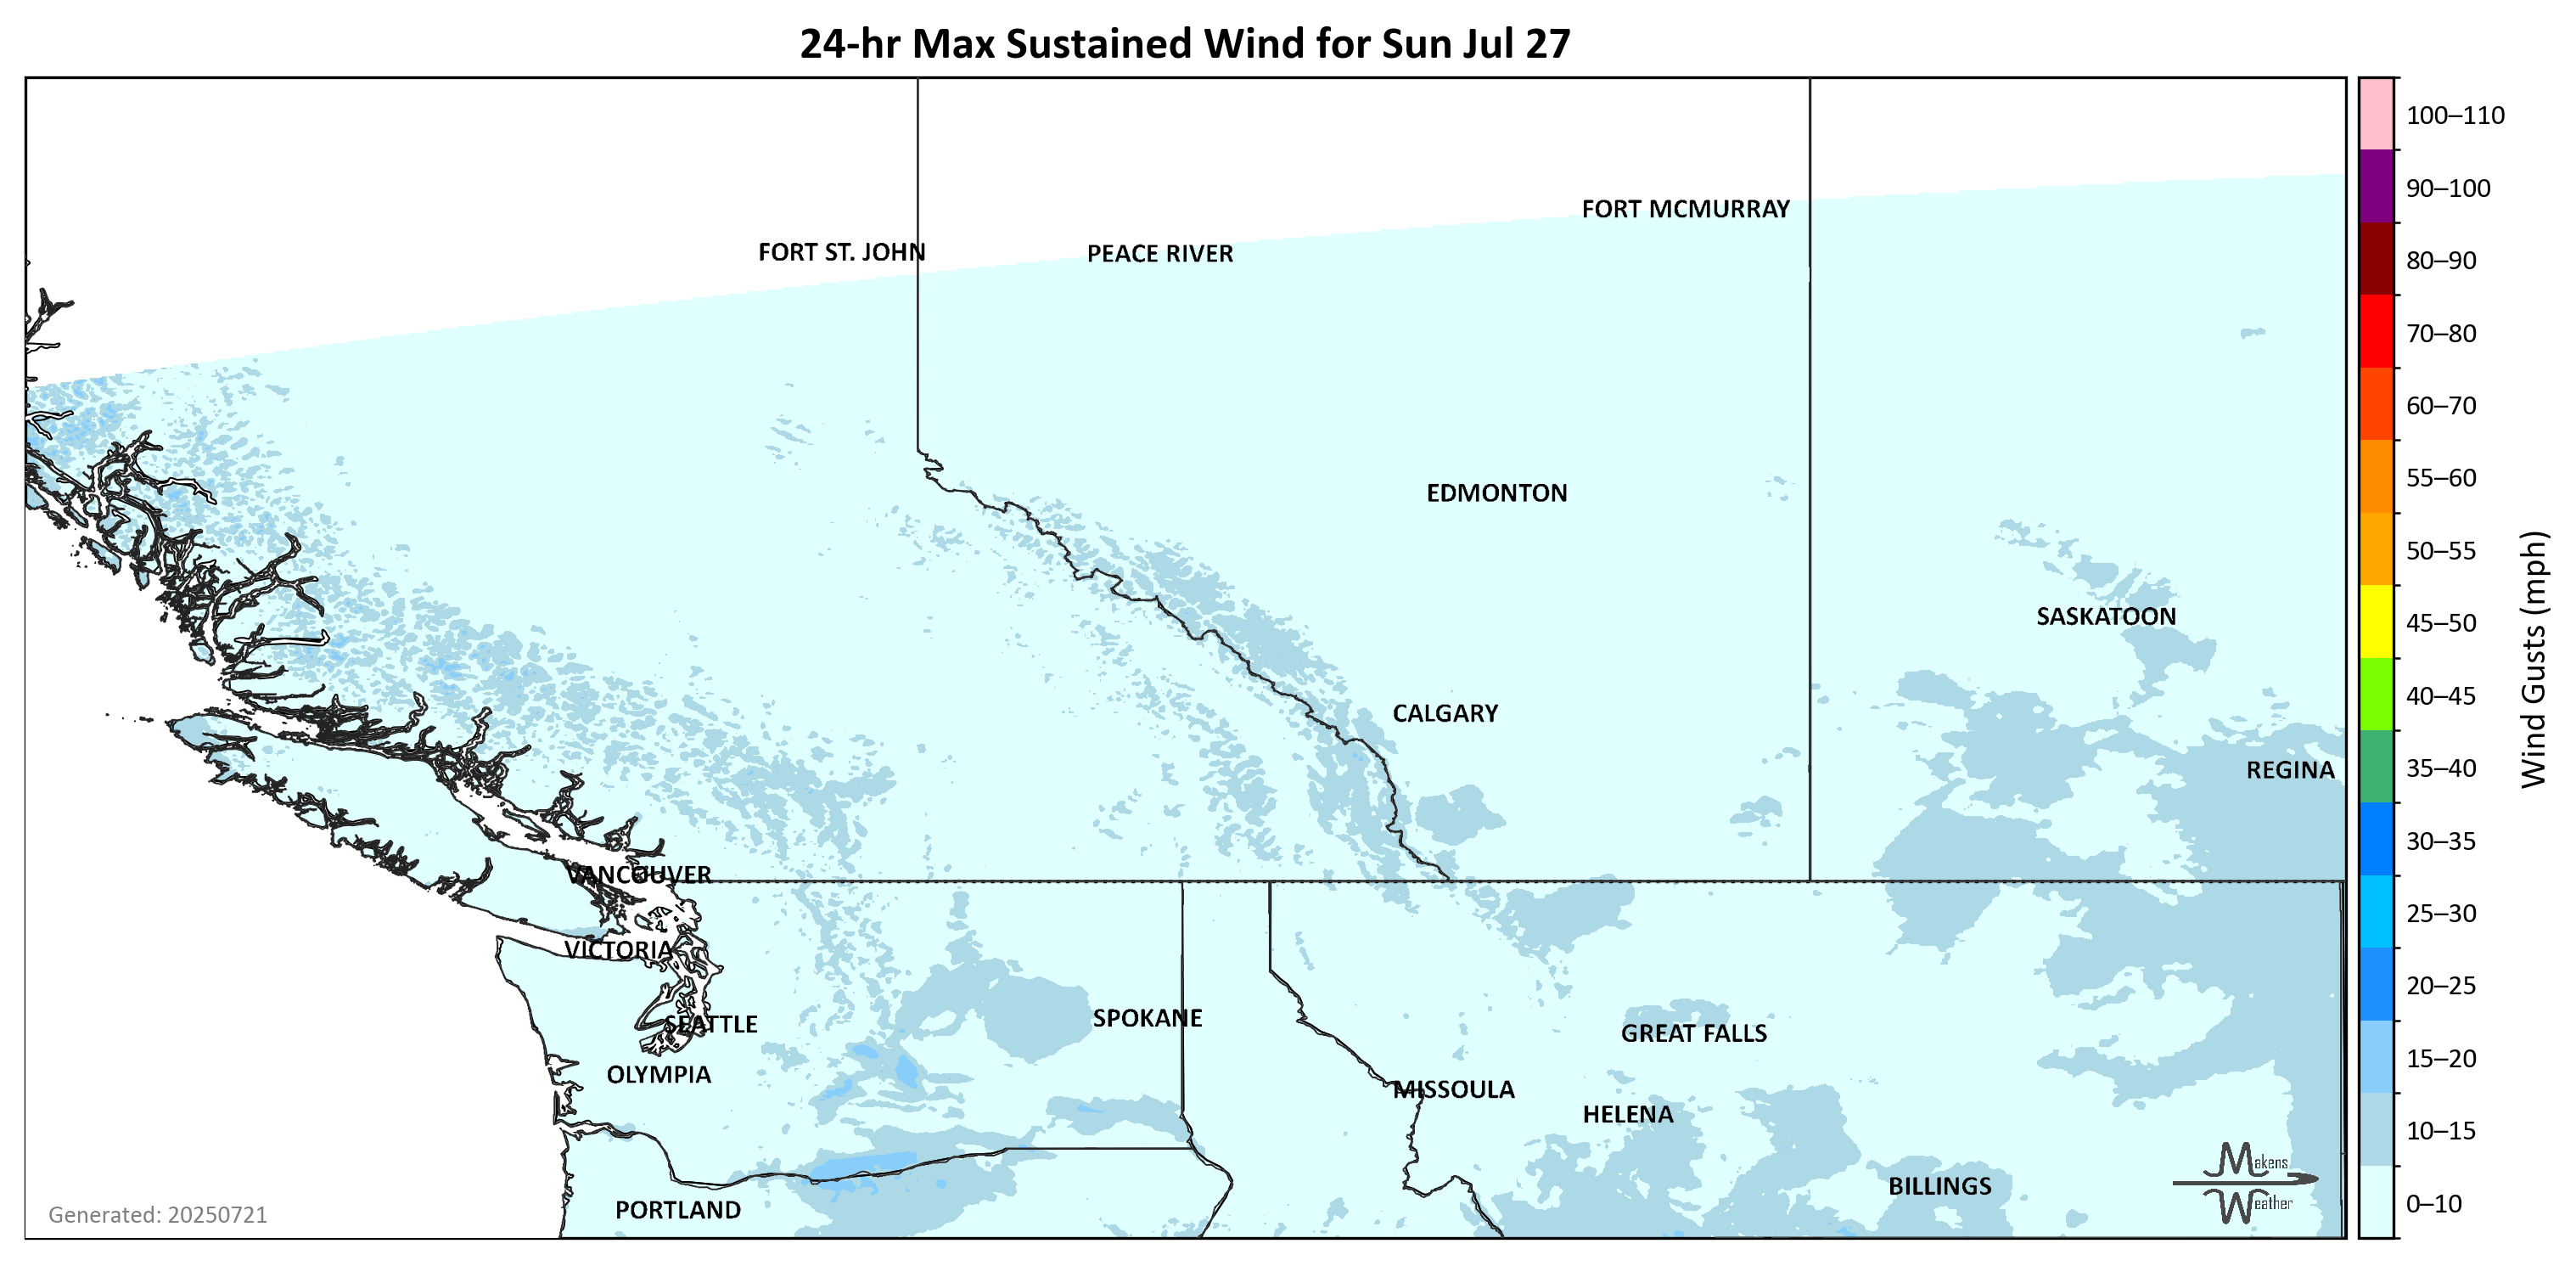 24-hr Max Sustained Wind for Sun Jul 27
100–110
90–100
FORT MCMURRAY
FORT ST. JOHN
PEACE RIVER
80–90
70–80
60–70
55–60
EDMONTON
50–55
SASKATOON
45–50
40–45
CALGARY
Wind Gusts (mph)
REGINA
35–40
30–35
VANCOUVER
25–30
VICTORIA
20–25
SPOKANE
SEATTLE
GREAT FALLS
15–20
OLYMPIA
MISSOULA
HELENA
10–15
Makens
Weather
BILLINGS
0–10
PORTLAND
Generated: 20250721